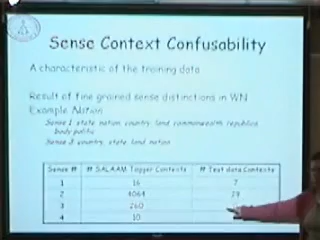 Sense Context Confusability
A characteristic of the training data
Result of fine grained sense distinctions in WN
Example Nation
Sense 1 state nation country land commonwealth republic
body politic
Sense 3 country, state land nation
Sense # # SALAAM Tagger Contexts # Test data Contexts
1 16 7
2 4064 29
3 260
4 10